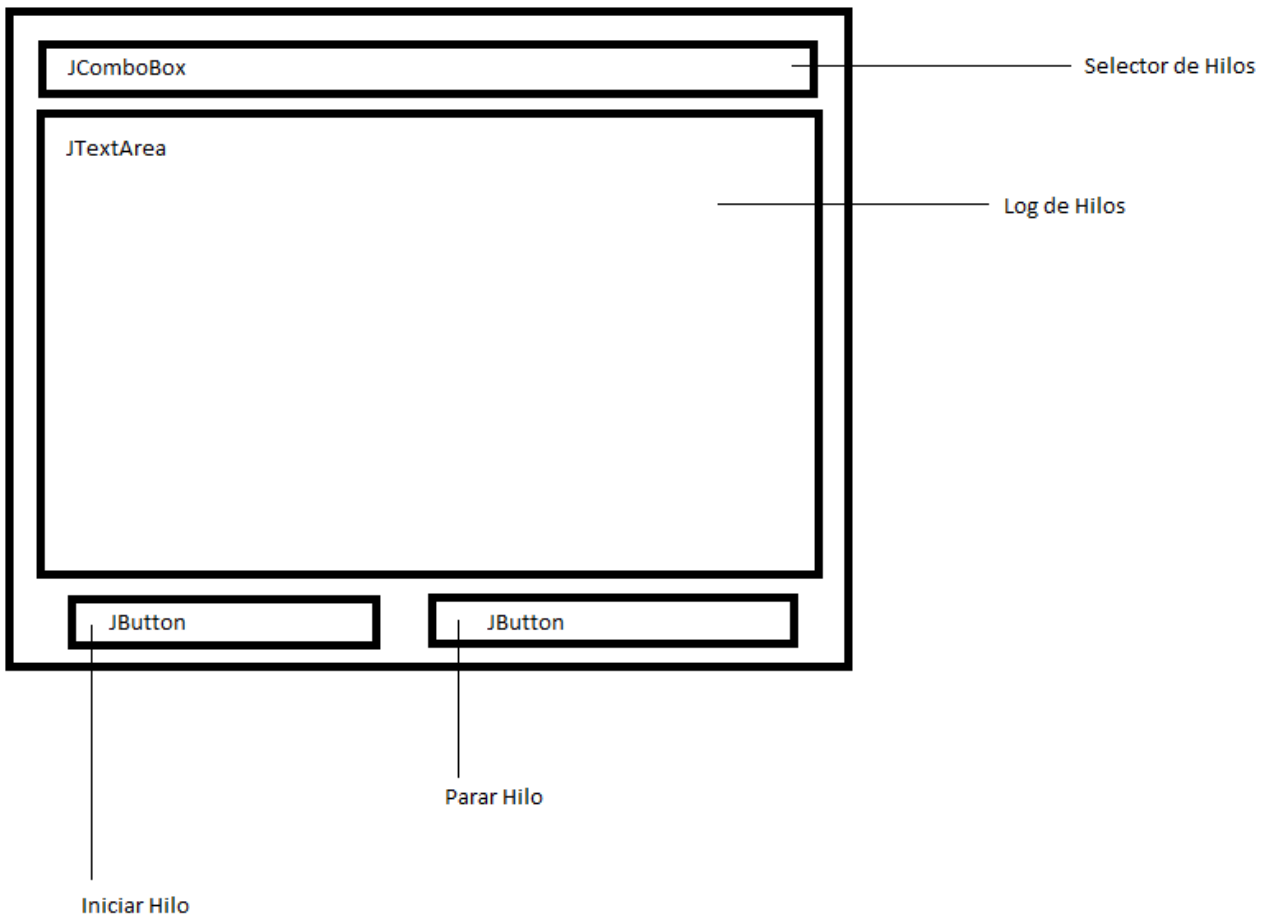 JComboBox
Selector de Hilos
JTextArea
Log de Hilos
JButton
JButton
Parar Hilo
Iniciar Hilo